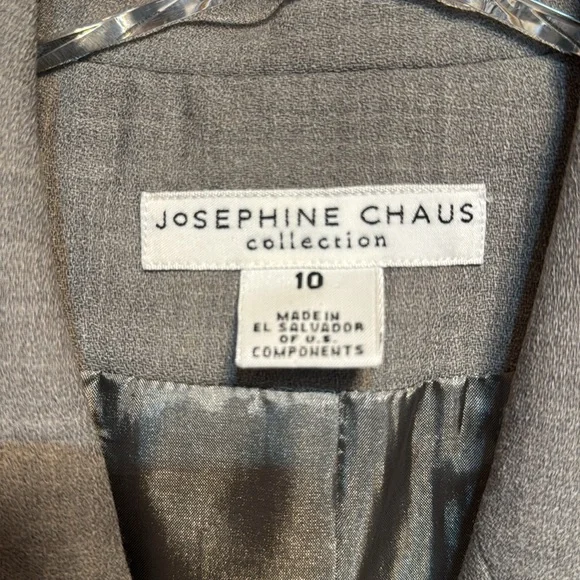 JoSEPHINE CHAUS
collection
10
MADE IN
EL SALVADOR
OF U.S.
COMPONENTS